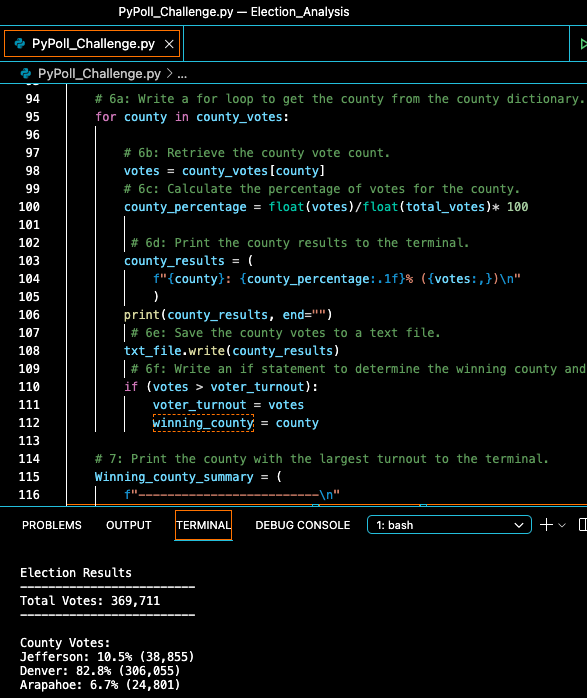 PyPoll_Challenge.py — Election_Analysis
PyPoll_Challenge.py ×
PyPoll_Challenge.py > ...
94 # 6a: Write a for loop to get the county from the county dictionary.
95 for county in county_votes:
96
97 # 6b: Retrieve the county vote count.
98 votes = county_votes[county]
99 # 6c: Calculate the percentage of votes for the county.
100 county_percentage = float(votes)/float(total_votes)* 100
101
102 # 6d: Print the county results to the terminal.
103 county_results = (
104 f"{county}: {county_percentage:.1f}% ({votes:,})\n"
105 )
106 print(county_results, end="")
107 # 6e: Save the county votes to a text file.
108 txt_file.write(county_results)
109 # 6f: Write an if statement to determine the winning county and
110 if (votes > voter_turnout):
111 voter_turnout = votes
112 winning_county = county
113
114 # 7: Print the county with the largest turnout to the terminal.
115 Winning_county_summary = (
116 f"-------------------------\n"
PROBLEMS OUTPUT TERMINAL DEBUG CONSOLE 1: bash
Election Results
-------------------------
Total Votes: 369,711
-------------------------
County Votes:
Jefferson: 10.5% (38,855)
Denver: 82.8% (306,055)
Arapahoe: 6.7% (24,801)